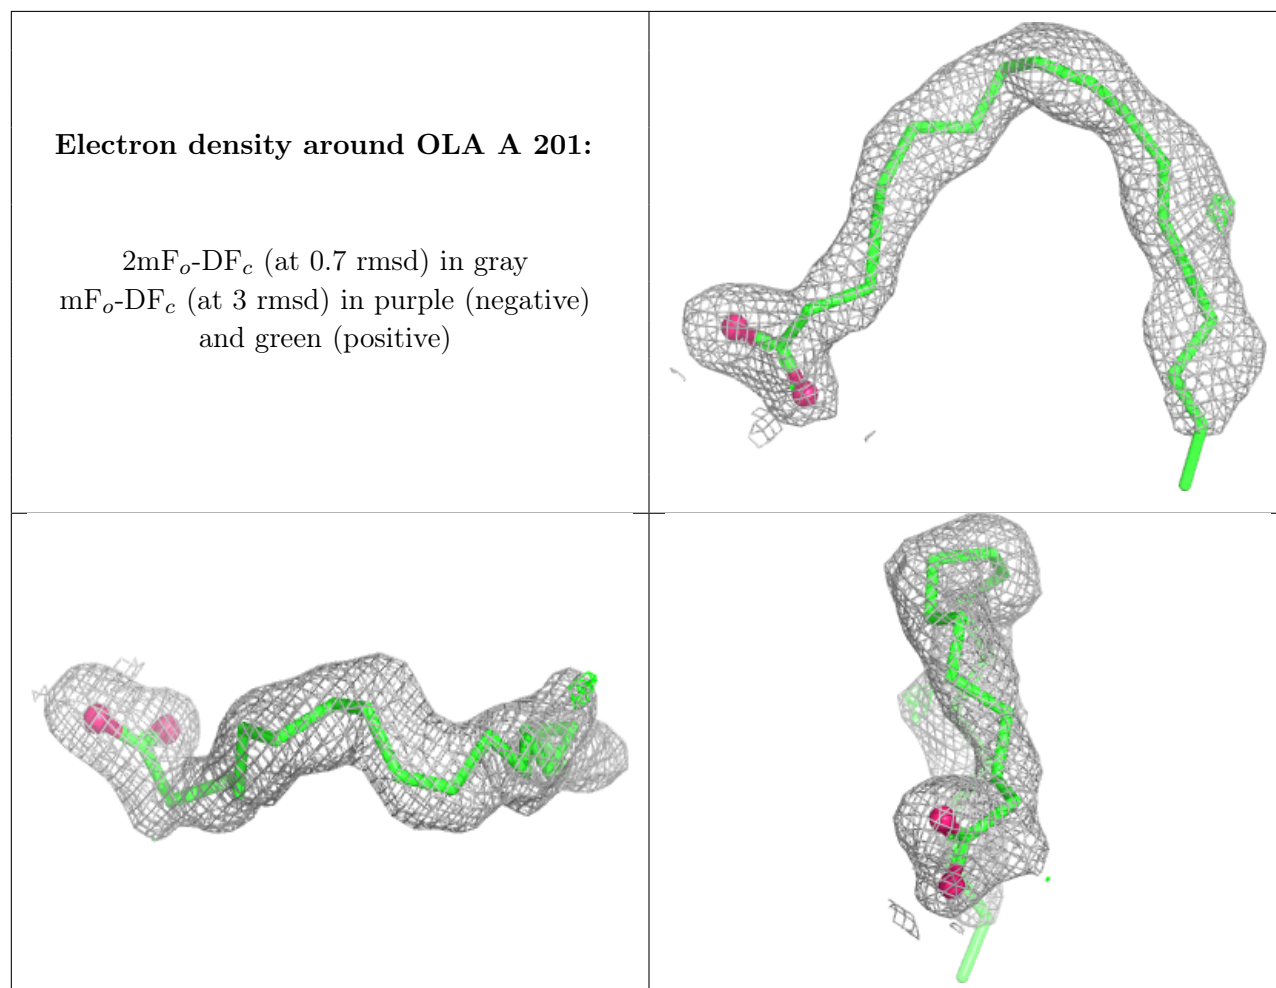 Electron density around OLA A 201:
2mFo-DFc (at 0.7 rmsd) in gray
mFo-DFc (at 3 rmsd) in purple (negative)
and green (positive)